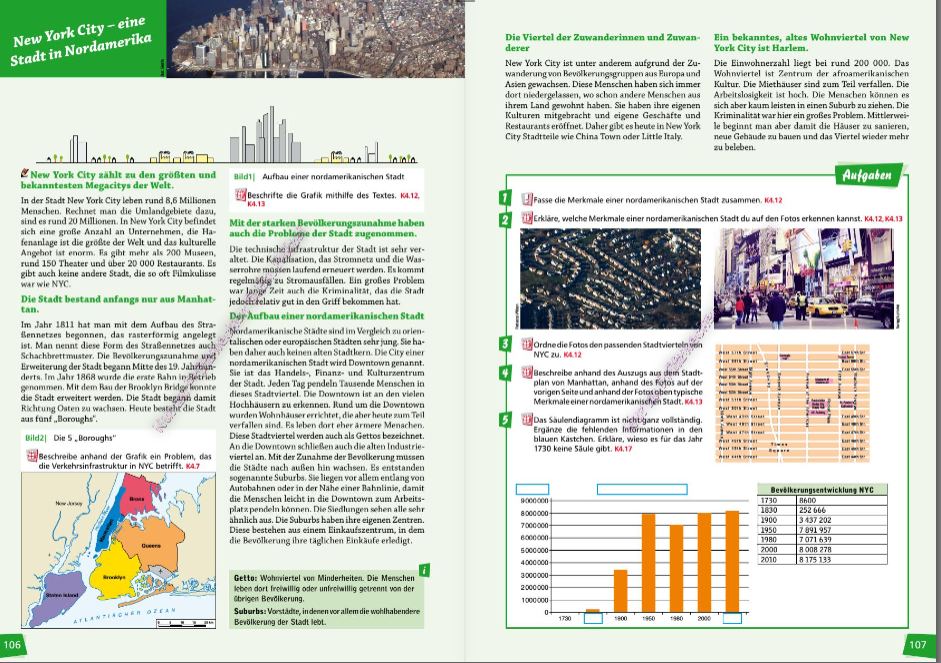 New York City – eine
Stadt in Nordamerika
New York City zählt zu den größten und
bekanntesten Megacitys der Welt.
In der Stadt New York City leben rund 8,6 Millionen
Menschen. Rechnet man die Umlandgebiete dazu,
sind es rund 20 Millionen. In New York City befindet
sich eine große Anzahl an Unternehmen, die Ha-
fenanlage ist die größte der Welt und das kulturelle
Angebot ist enorm. Es gibt mehr als 200 Museen,
rund 150 Theater und über 20 000 Restaurants. Es
gibt auch keine andere Stadt, die so oft Filmkulisse
war wie NYC.
Die Stadt bestand anfangs nur aus Manhat-
tan.
Im Jahr 1811 hat man mit dem Aufbau des Stra-
ßennetzes begonnen, das rasterförmig angelegt
ist. Man nennt diese Form des Straßennetzes auch
Schachbrettmuster. Die Bevölkerungszunahme und
Erweiterung der Stadt begann Mitte des 19. Jahrhun-
derts. Im Jahr 1868 wurde die erste Bahn in Betrieb
genommen. Mit dem Bau der Brooklyn Bridge konnte
die Stadt erweitert werden. Die Stadt begann damit
Richtung Osten zu wachsen. Heute besteht die Stadt
aus fünf „Boroughs“.
Bild2| Die 5 „Boroughs“
Beschreibe anhand der Grafik ein Problem, das
die Verkehrsinfrastruktur in NYC betrifft. K4.7
New Jersey
Bronx
Manhattan
Queens
Brooklyn
Staten Island
ATLANTISCHER OZEAN
Bild1| Aufbau einer nordamerikanischen Stadt
Beschrifte die Grafik mithilfe des Textes. K4.12,
K4.13
Mit der starken Bevölkerungszunahme haben
auch die Probleme der Stadt zugenommen.
Die technische Infrastruktur der Stadt ist sehr ver-
altet. Die Kanalisation, das Stromnetz und die Was-
serrohre müssen laufend erneuert werden. Es kommt
regelmäßig zu Stromausfällen. Ein großes Problem
war lange Zeit auch die Kriminalität, das die Stadt
jedoch relativ gut in den Griff bekommen hat.
Der Aufbau einer nordamerikanischen Stadt
Nordamerikanische Städte sind im Vergleich zu orien-
talischen oder europäischen Städten sehr jung. Sie ha-
ben daher auch keinen alten Stadtkern. Die City einer
nordamerikanischen Stadt wird Downtown genannt.
Sie ist das Handels-, Finanz- und Kulturzentrum
der Stadt. Jeden Tag pendeln Tausende Menschen in
dieses Stadtviertel. Die Downtown ist an den vielen
Hochhäusern zu erkennen. Rund um die Downtown
wurden Wohnhäuser errichtet, die aber heute zum Teil
verfallen sind. Es leben dort eher ärmere Menschen.
Diese Stadtviertel werden auch als Gettos bezeichnet.
An die Downtown schließen auch die alten Industrie-
viertel an. Mit der Zunahme der Bevölkerung mussten
die Städte nach außen hin wachsen. Es entstanden
sogenannte Suburbs. Sie liegen vor allem entlang von
Autobahnen oder in der Nähe einer Bahnlinie, damit
die Menschen leicht in die Downtown zum Arbeits-
platz pendeln können. Die Siedlungen sehen alle sehr
ähnlich aus. Die Suburbs haben ihre eigenen Zentren.
Diese bestehen aus einem Einkaufszentrum, in dem
die Bevölkerung ihre täglichen Einkäufe erledigt.
i
Getto: Wohnviertel von Minderheiten. Die Menschen
leben dort freiwillig oder unfreiwillig getrennt von der
übrigen Bevölkerung.
Suburbs: Vorstädte, in denen vor allem die wohlhabendere
Bevölkerung der Stadt lebt.
106
Die Viertel der Zuwanderinnen und Zuwan-
derer
New York City ist unter anderem aufgrund der Zu-
wanderung von Bevölkerungsgruppen aus Europa und
Asien gewachsen. Diese Menschen haben sich immer
dort niedergelassen, wo schon andere Menschen aus
ihrem Land gewohnt haben. Sie haben ihre eigenen
Kulturen mitgebracht und eigene Geschäfte und
Restaurants eröffnet. Daher gibt es heute in New York
City Stadtteile wie China Town oder Little Italy.
Ein bekanntes, altes Wohnviertel von New
York City ist Harlem.
Die Einwohnerzahl liegt bei rund 200 000. Das
Wohnviertel ist Zentrum der afroamerikanischen
Kultur. Die Miethäuser sind zum Teil verfallen. Die
Arbeitslosigkeit ist hoch. Die Menschen können es
sich aber kaum leisten in einen Suburb zu ziehen. Die
Kriminalität war hier ein großes Problem. Mittlerwei-
le beginnt man aber damit die Häuser zu sanieren,
neue Gebäude zu bauen und das Viertel wieder mehr
zu beleben.
Aufgaben
1 Fasse die Merkmale einer nordamerikanischen Stadt zusammen. K4.12
2 Erkläre, welche Merkmale einer nordamerikanischen Stadt du auf den Fotos erkennen kannst. K4.12, K4.13
3 Ordne die Fotos den passenden Stadtvierteln von
NYC zu. K4.12
4 Beschreibe anhand des Auszugs aus dem Stadt-
plan von Manhattan, anhand des Fotos auf der
vorigen Seite und anhand der Fotos oben typische
Merkmale einer nordamerikanischen Stadt. K4.13
5 Das Säulendiagramm ist nicht ganz vollständig.
Ergänze die fehlenden Informationen in den
blauen Kästchen. Erkläre, wieso es für das Jahr
1730 keine Säule gibt. K4.17
Times
Square
9000000
8000000
7000000
6000000
5000000
4000000
3000000
2000000
1000000
0
1730 1900 1950 1980 2000
Bevölkerungsentwicklung NYC
1730 8600
1830 252 666
1900 3 437 202
1950 7 891 957
1980 7 071 639
2000 8 008 278
2010 8 175 133
107